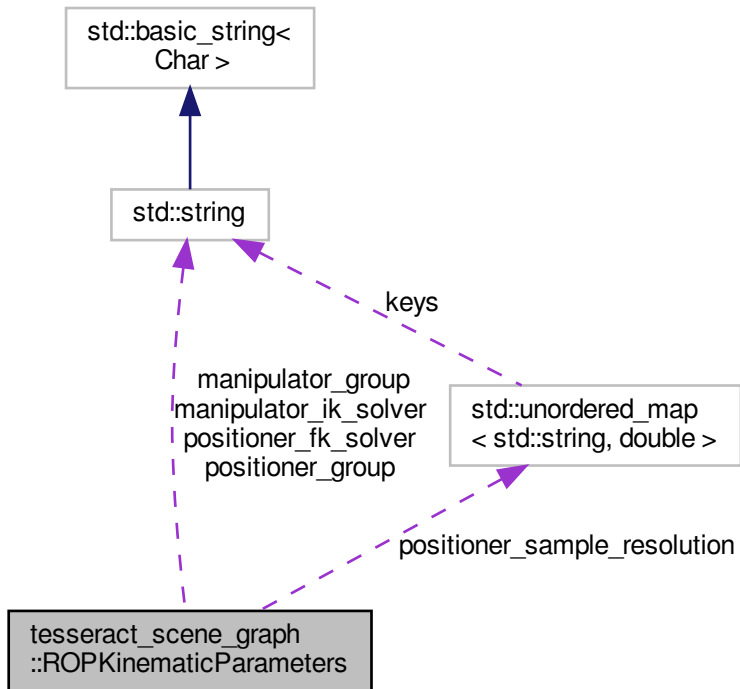 std::basic_string<
Char >
std::string
keys
manipulator_group
manipulator_ik_solver
positioner_fk_solver
positioner_group
std::unordered_map
< std::string, double >
positioner_sample_resolution
tesseract_scene_graph
::ROPKinematicParameters